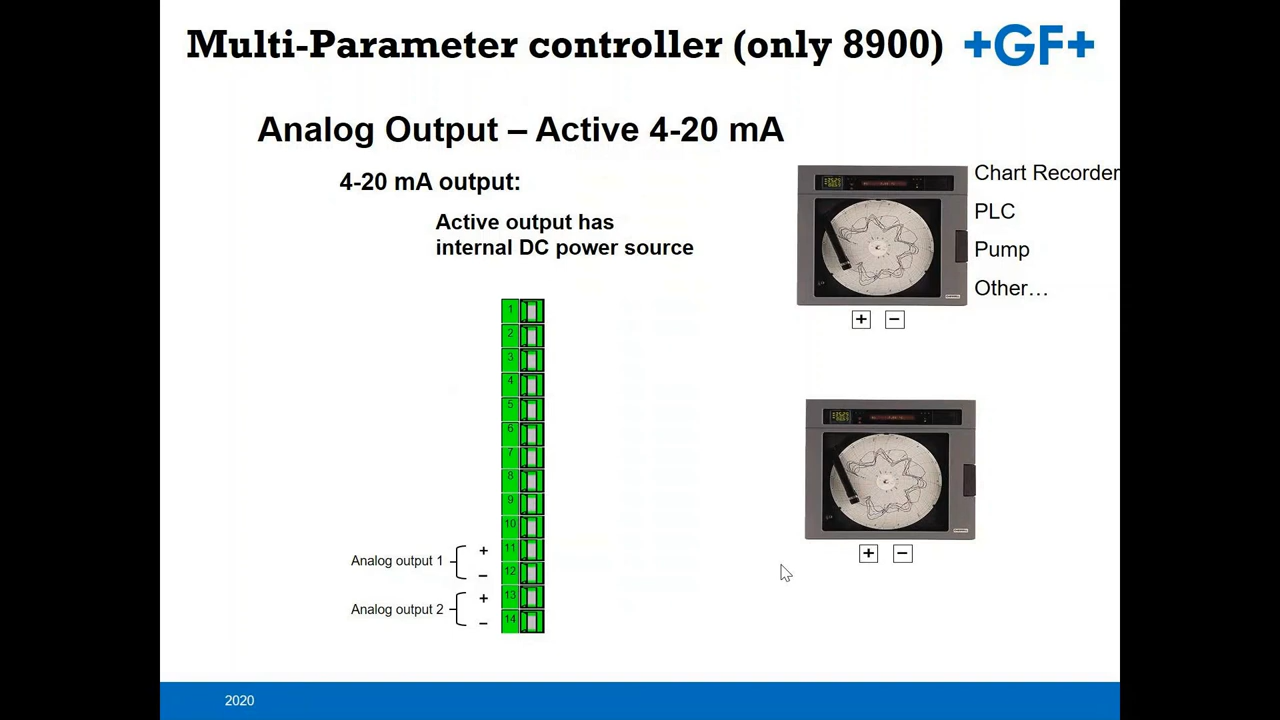 Multi-Parameter controller (only 8900)
+GF+
Analog Output – Active 4-20 mA
4-20 mA output:
Active output has
internal DC power source
Chart Recorder
PLC
Pump
Other…
+ −
1
2
3
4
5
6
7
8
9
10
Analog output 1
+ 11
− 12
Analog output 2
+ 13
− 14
+ −
2020